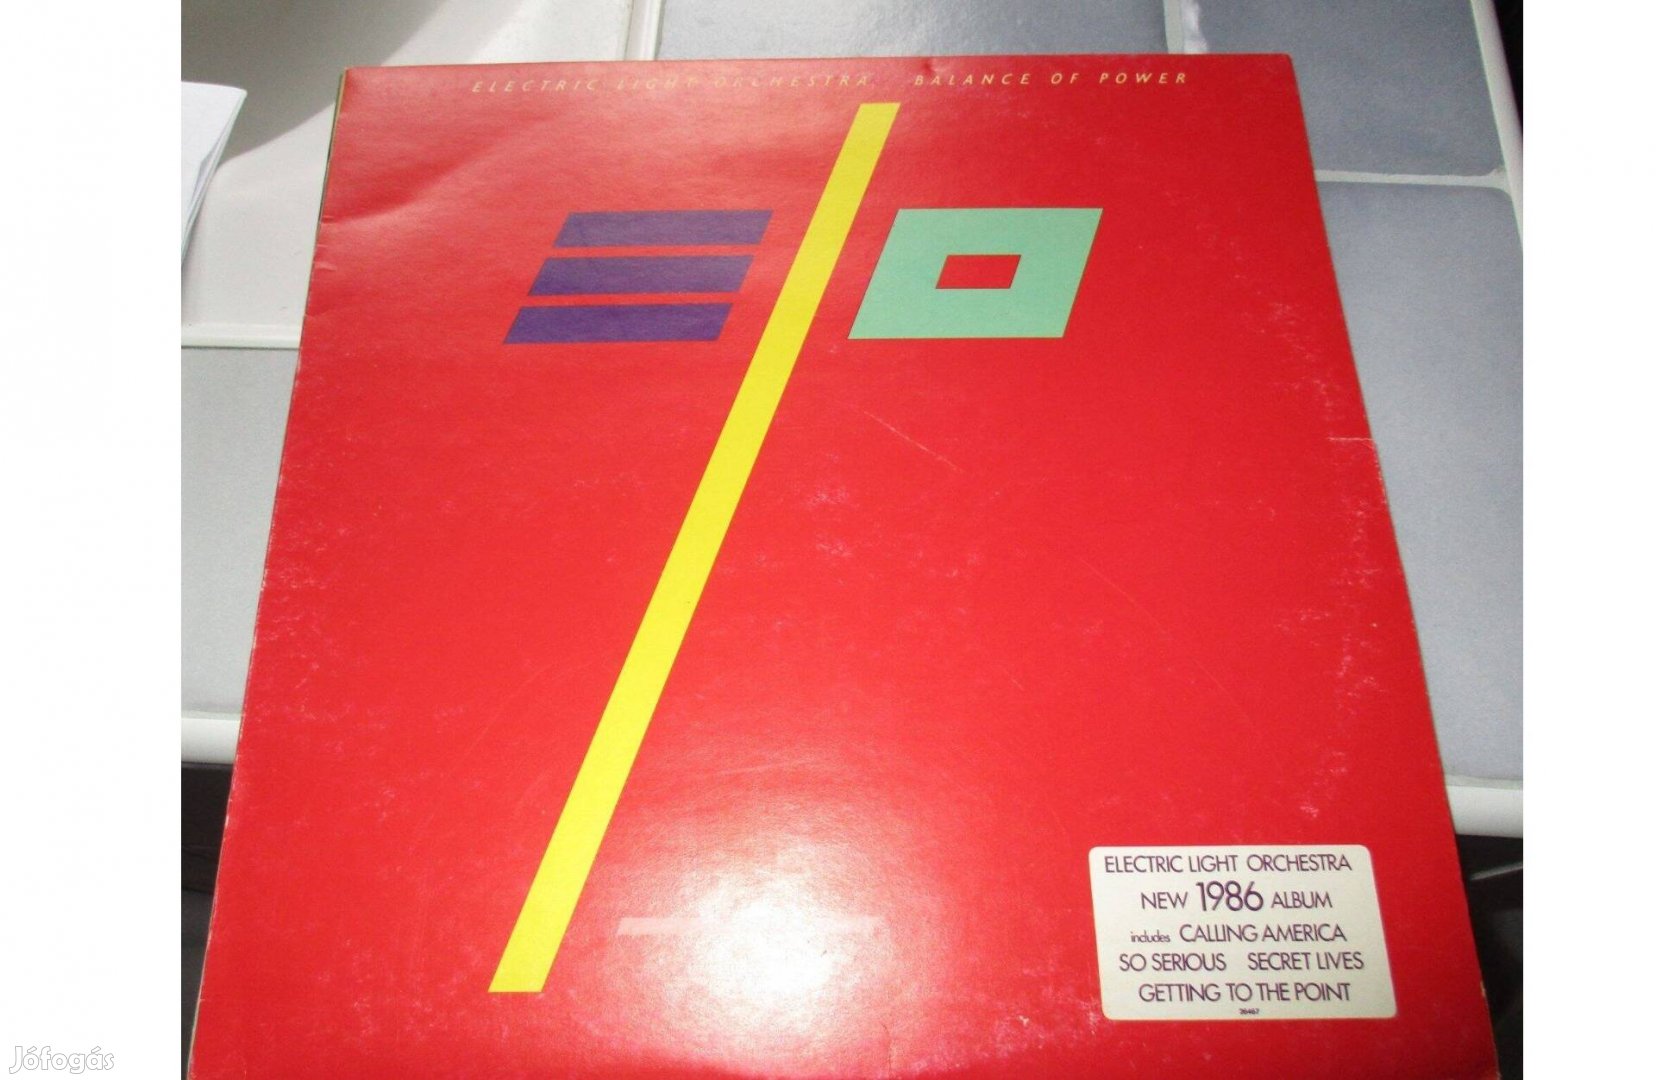 ELECTRIC LIGHT ORCHESTRA BALANCE OF POWER
ELECTRIC LIGHT ORCHESTRA
NEW 1986 ALBUM
includes CALLING AMERICA
SO SERIOUS SECRET LIVES
GETTING TO THE POINT
26467
Jófogás